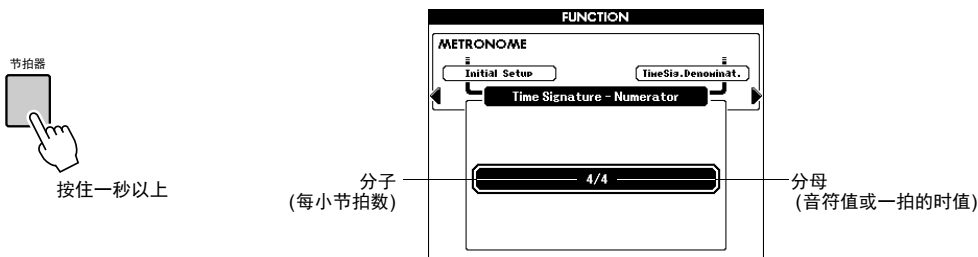 节拍器
按住一秒以上
FUNCTION
METRONOME
Initial Setup
TimeSig.Denominat.
Time Signature - Numerator
4/4
分子
(每小节拍数)
分母
(音符值或一拍的时值)